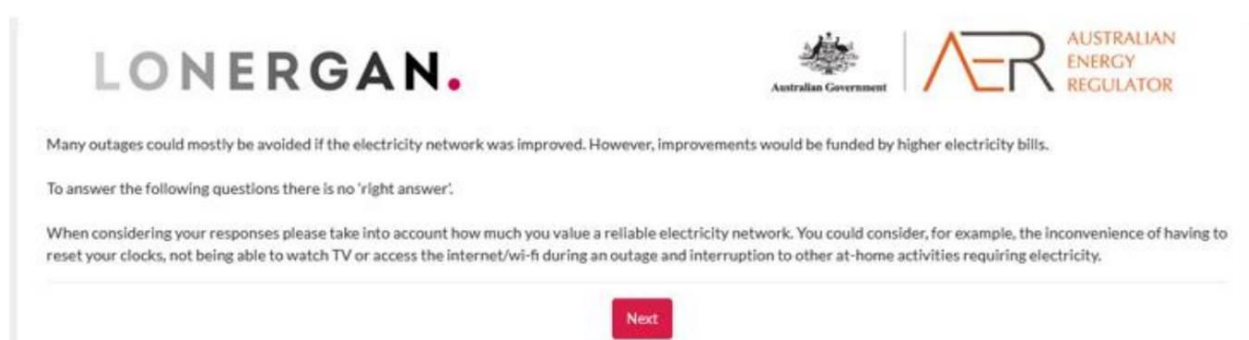 LONERGAN.
Australian Government
AER
AUSTRALIAN
ENERGY
REGULATOR
Many outages could mostly be avoided if the electricity network was improved. However, improvements would be funded by higher electricity bills.
To answer the following questions there is no 'right answer'.
When considering your responses please take into account how much you value a reliable electricity network. You could consider, for example, the inconvenience of having to
reset your clocks, not being able to watch TV or access the internet/wi-fi during an outage and interruption to other at-home activities requiring electricity.
Next